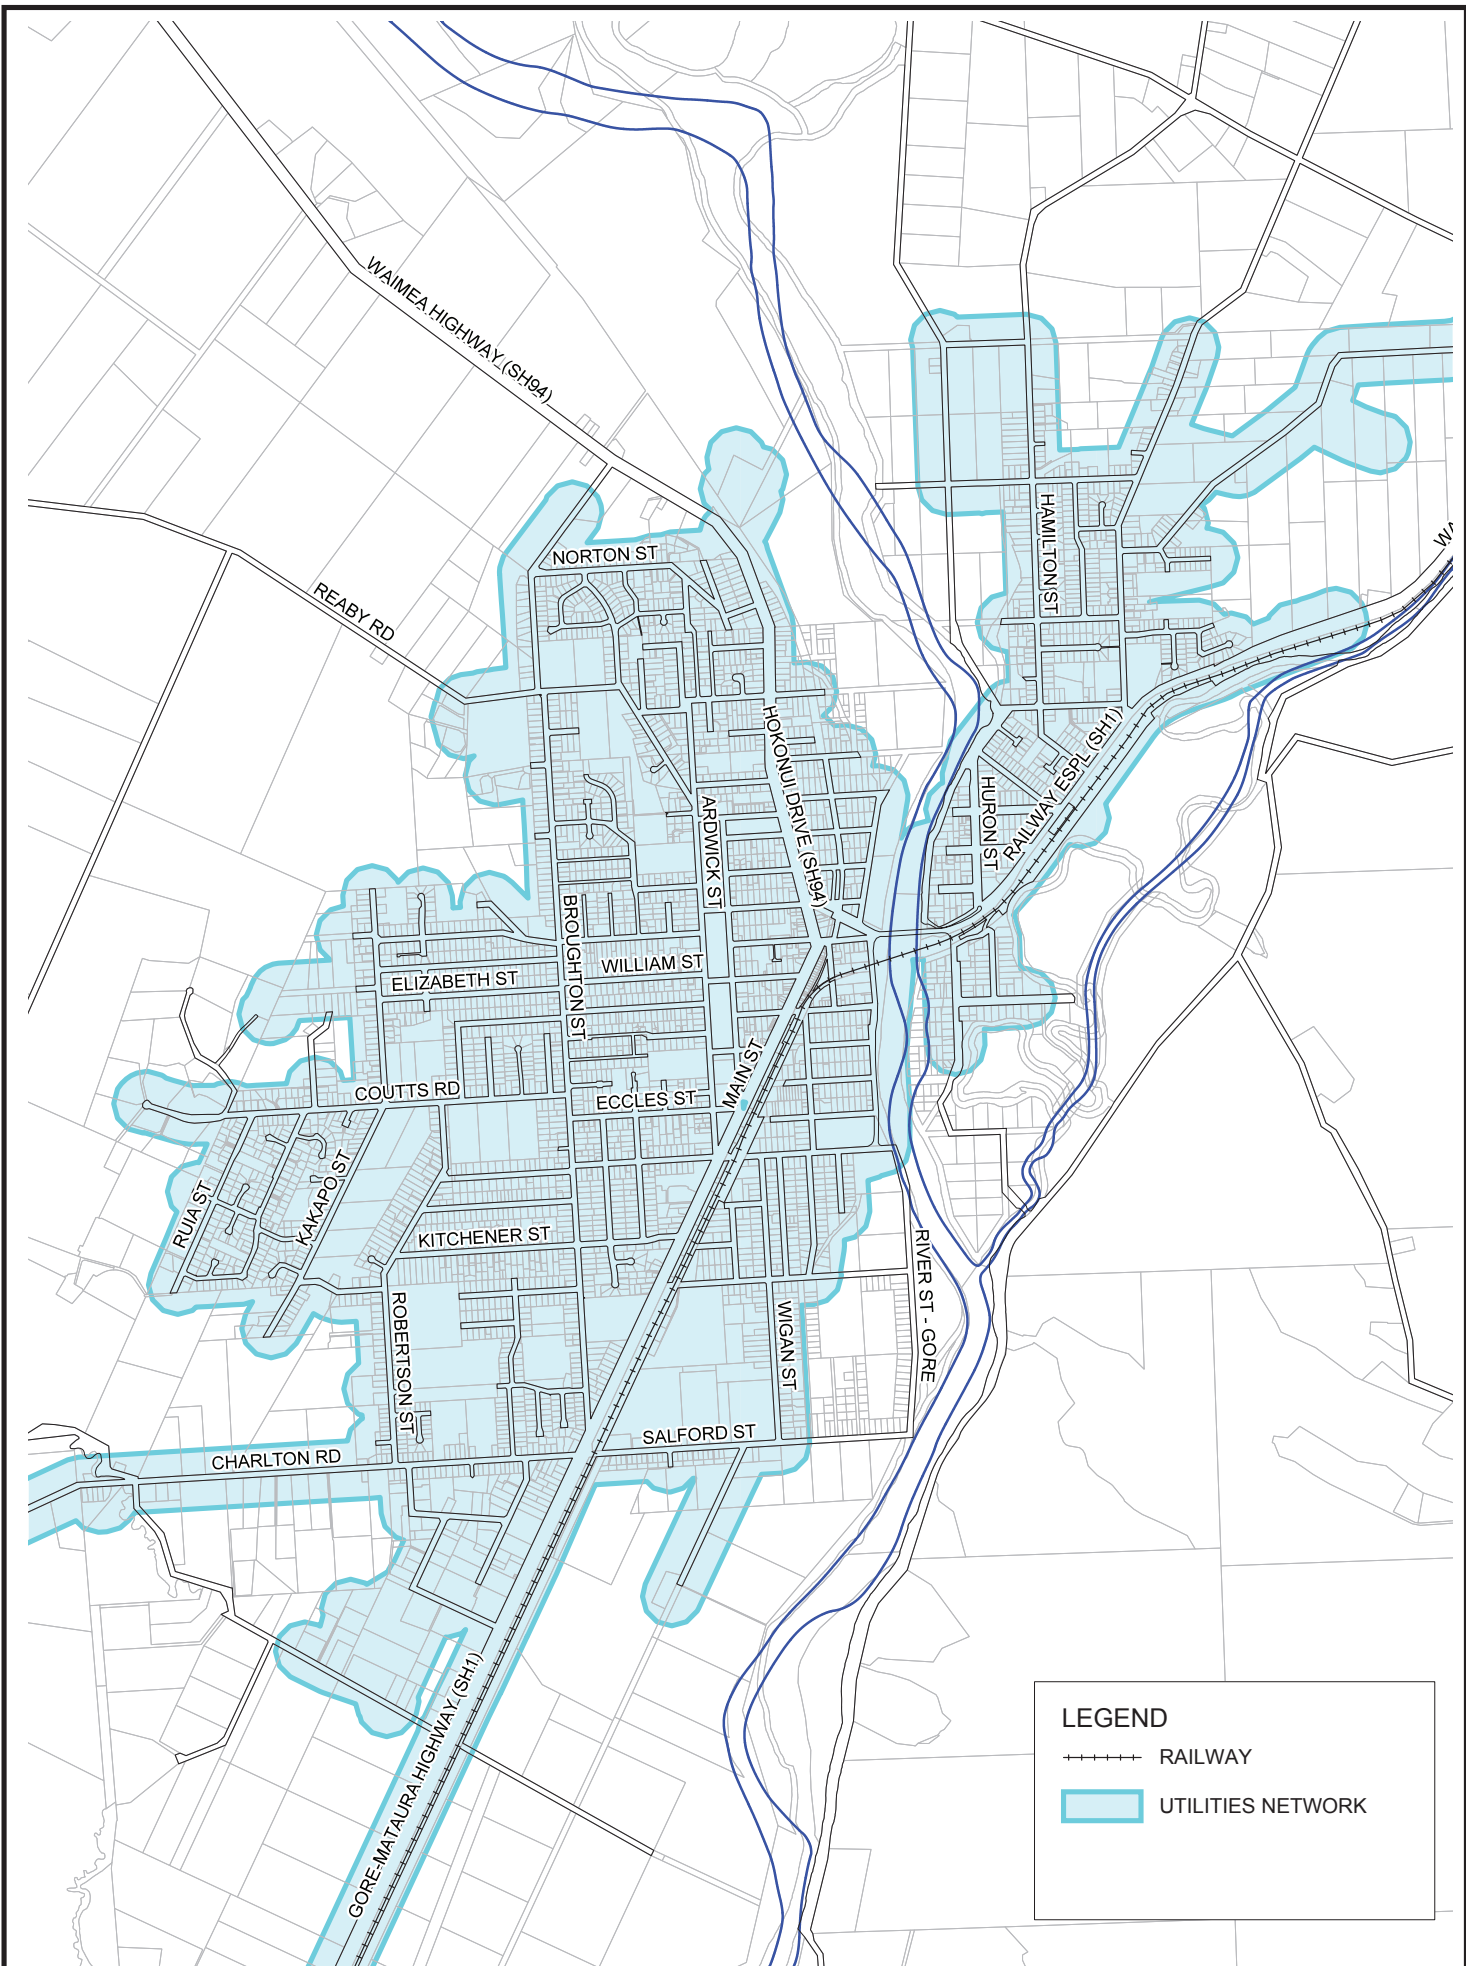 WAIMEA HIGHWAY (SH94)
HAMILTON ST
WA
NORTON ST
REABY RD
HOKONUI DRIVE (SH94)
RAILWAY ESPL (SH1)
HURON ST
ARDWICK ST
BROUGHTON ST
WILLIAM ST
ELIZABETH ST
MAIN ST
COUTTS RD
ECCLES ST
RUIA ST
KAKAPO ST
KITCHENER ST
RIVER ST - GORE
ROBERTSON ST
WIGAN ST
SALFORD ST
CHARLTON RD
GORE-MATAURA HIGHWAY (SH1)
LEGEND
RAILWAY
UTILITIES NETWORK